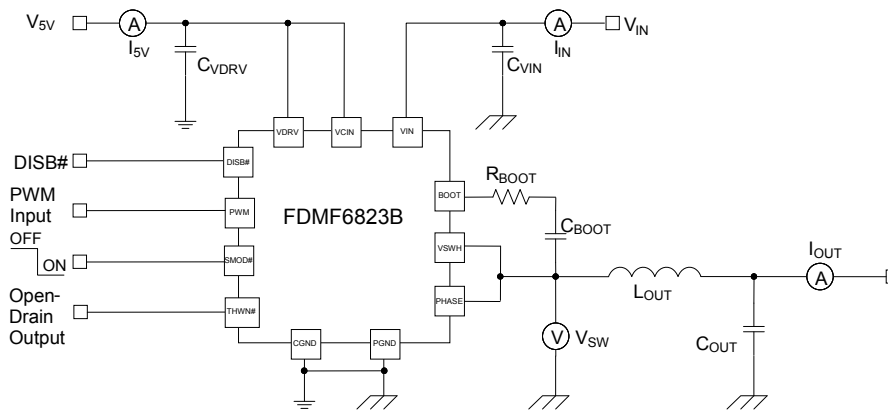 V5V
A
I5V
CVDRV
A
IIN
VIN
CVIN
VDRV
VCIN
VIN
DISB#
DISB#
PWM
Input
PWM
OFF
ON
SMOD#
Open-
Drain
Output
THWN#
FDMF6823B
BOOT
RBOOT
CBOOT
VSWH
PHASE
LOUT
IOUT
A
V
VSW
COUT
CGND
PGND